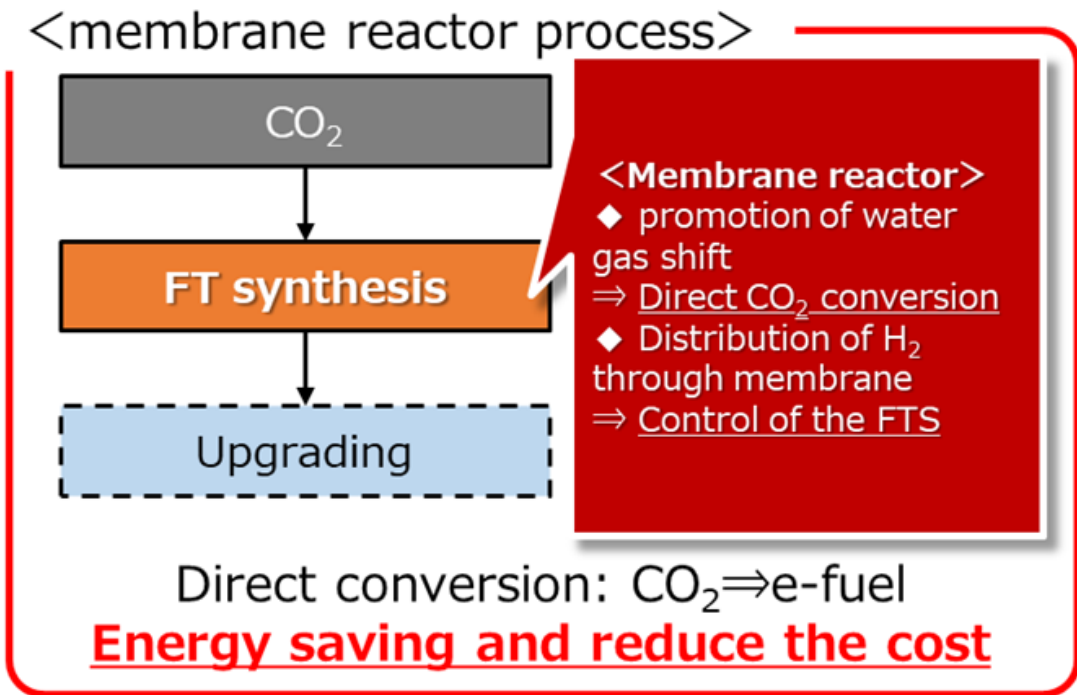 <membrane reactor process>
CO₂
FT synthesis
Upgrading
<Membrane reactor>
◆ promotion of water
gas shift
⇒ Direct CO₂ conversion
◆ Distribution of H₂
through membrane
⇒ Control of the FTS
Direct conversion: CO₂⇒e-fuel
Energy saving and reduce the cost